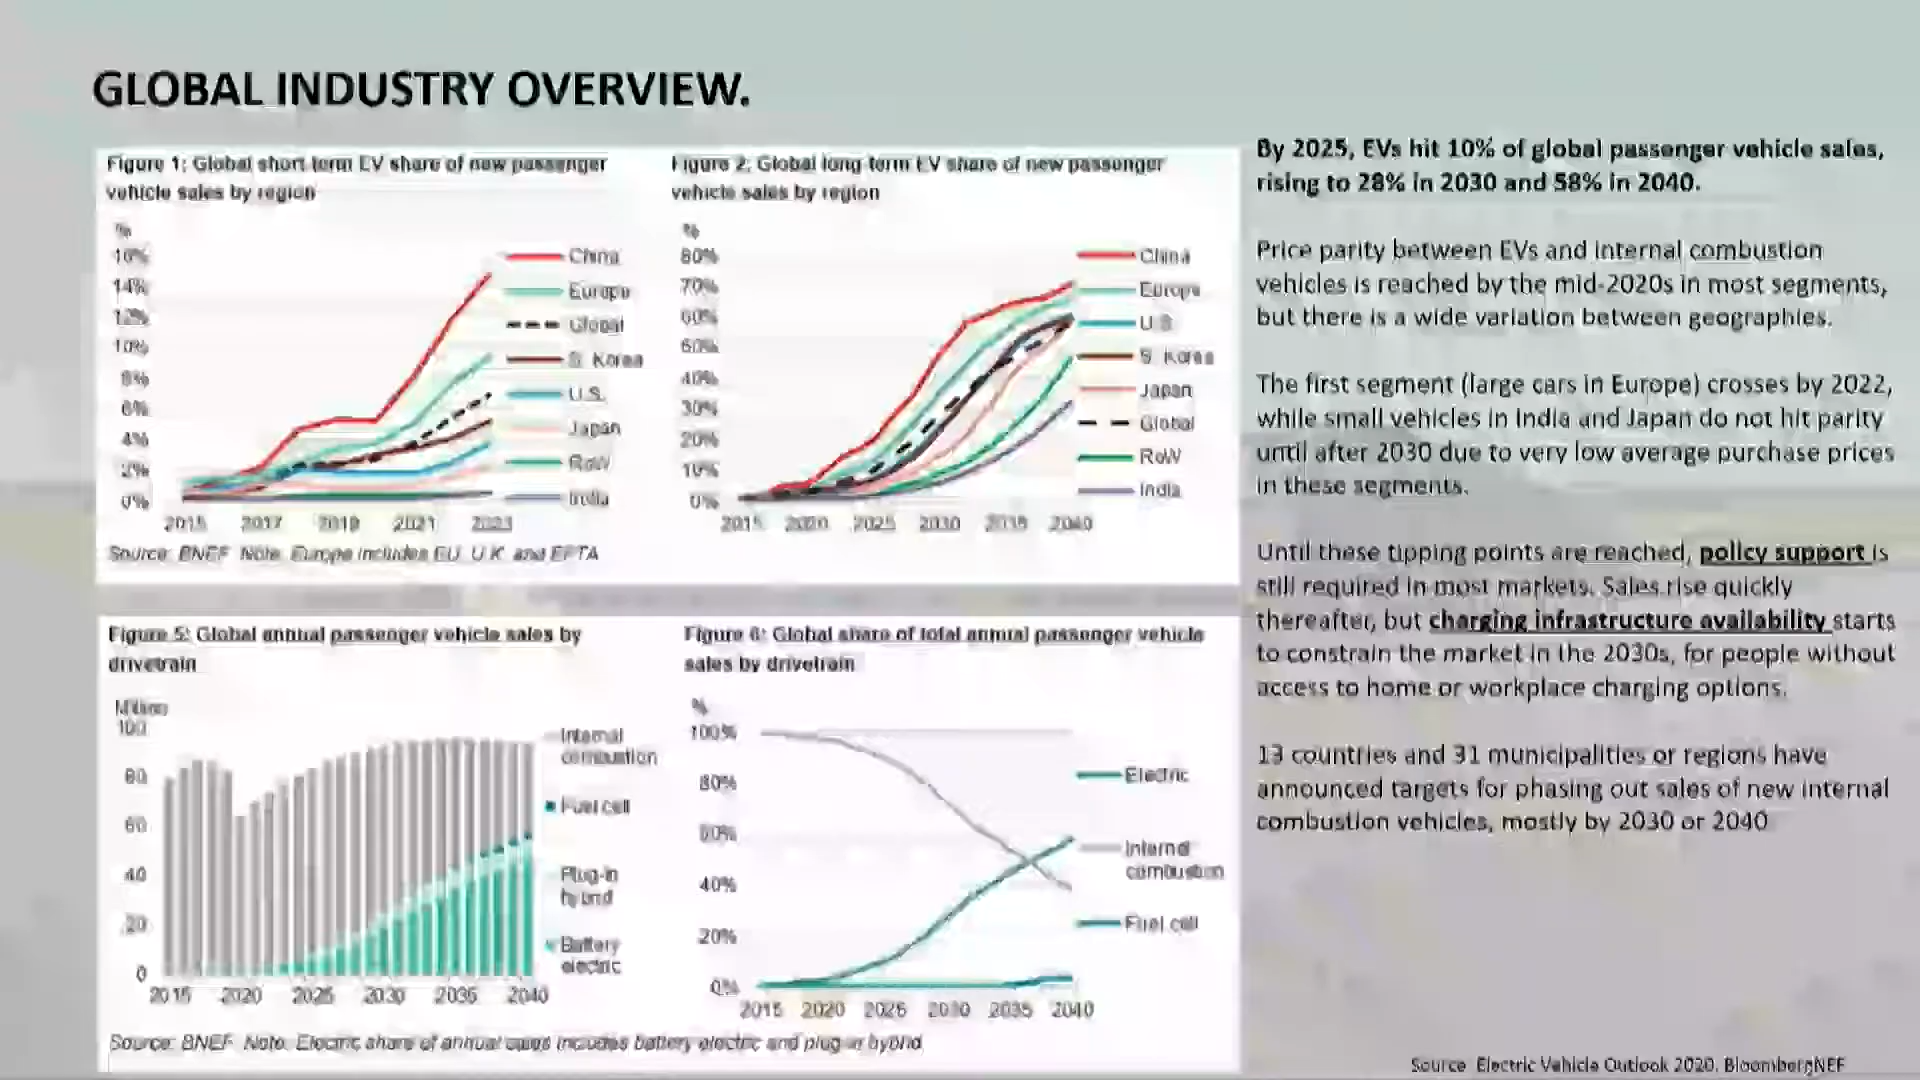 GLOBAL INDUSTRY OVERVIEW.
Figure 1: Global short-term EV share of new passenger
vehicle sales by region
%
16%
14%
12%
10%
8%
6%
4%
2%
0%
2015 2017 2019 2021 2023
China
Europe
Global
S. Korea
U.S.
Japan
RoW
India
Source: BNEF. Note: Europe includes EU, U.K. and EFTA
Figure 2: Global long-term EV share of new passenger
vehicle sales by region
%
80%
70%
60%
50%
40%
30%
20%
10%
0%
2015 2020 2025 2030 2035 2040
China
Europe
U.S.
S. Korea
Japan
Global
RoW
India
Figure 5: Global annual passenger vehicle sales by
drivetrain
Million
100
80
60
40
20
0
2015 2020 2025 2030 2035 2040
Internal
combustion
Fuel cell
Plug-in
hybrid
Battery
electric
Figure 6: Global share of total annual passenger vehicle
sales by drivetrain
%
100%
80%
60%
40%
20%
0%
2015 2020 2025 2030 2035 2040
Electric
Internal
combustion
Fuel cell
Source: BNEF. Note: Electric share of annual sales includes battery electric and plug-in hybrid
By 2025, EVs hit 10% of global passenger vehicle sales,
rising to 28% in 2030 and 58% in 2040.
Price parity between EVs and internal combustion
vehicles is reached by the mid-2020s in most segments,
but there is a wide variation between geographies.
The first segment (large cars in Europe) crosses by 2022,
while small vehicles in India and Japan do not hit parity
until after 2030 due to very low average purchase prices
in these segments.
Until these tipping points are reached, policy support is
still required in most markets. Sales rise quickly
thereafter, but charging infrastructure availability starts
to constrain the market in the 2030s, for people without
access to home or workplace charging options.
13 countries and 31 municipalities or regions have
announced targets for phasing out sales of new internal
combustion vehicles, mostly by 2030 or 2040
Source: Electric Vehicle Outlook 2020, BloombergNEF